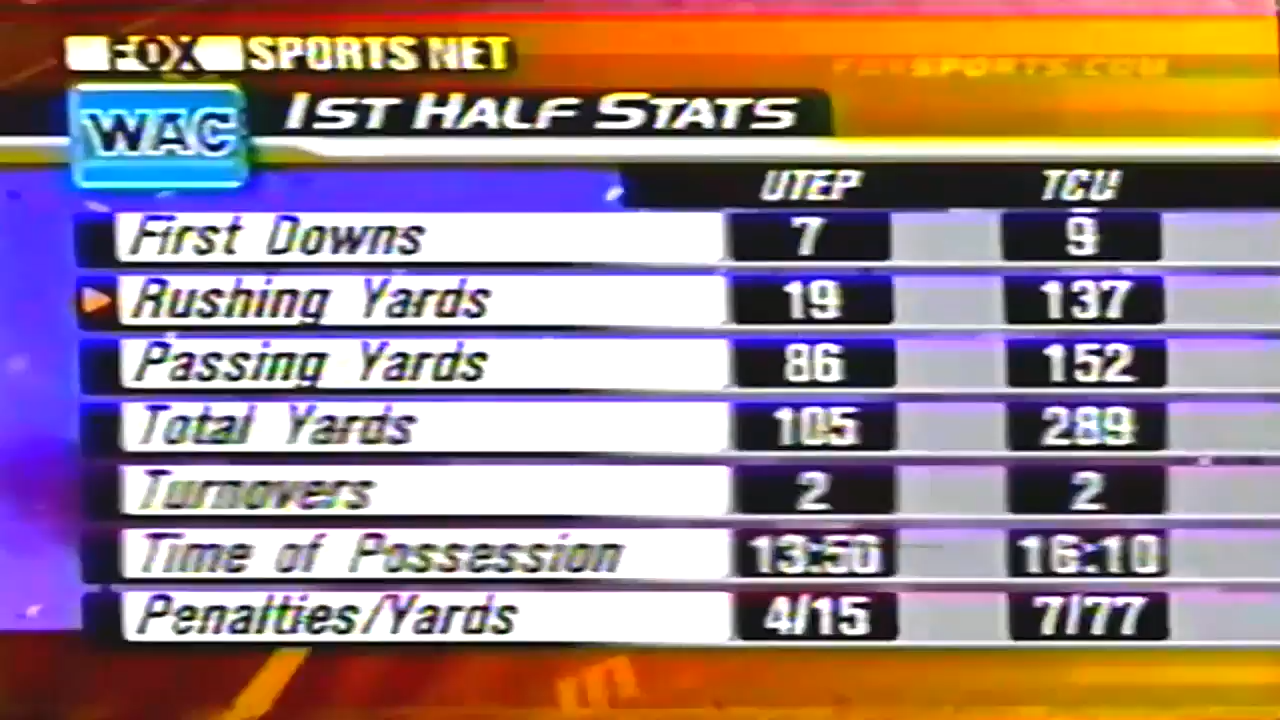 FOX SPORTS NET
FOXSPORTS.COM
WAC 1ST HALF STATS
UTEP TCU
First Downs 7 9
Rushing Yards 19 137
Passing Yards 86 152
Total Yards 105 289
Turnovers 2 2
Time of Possession 13:50 16:10
Penalties/Yards 4/15 7/77